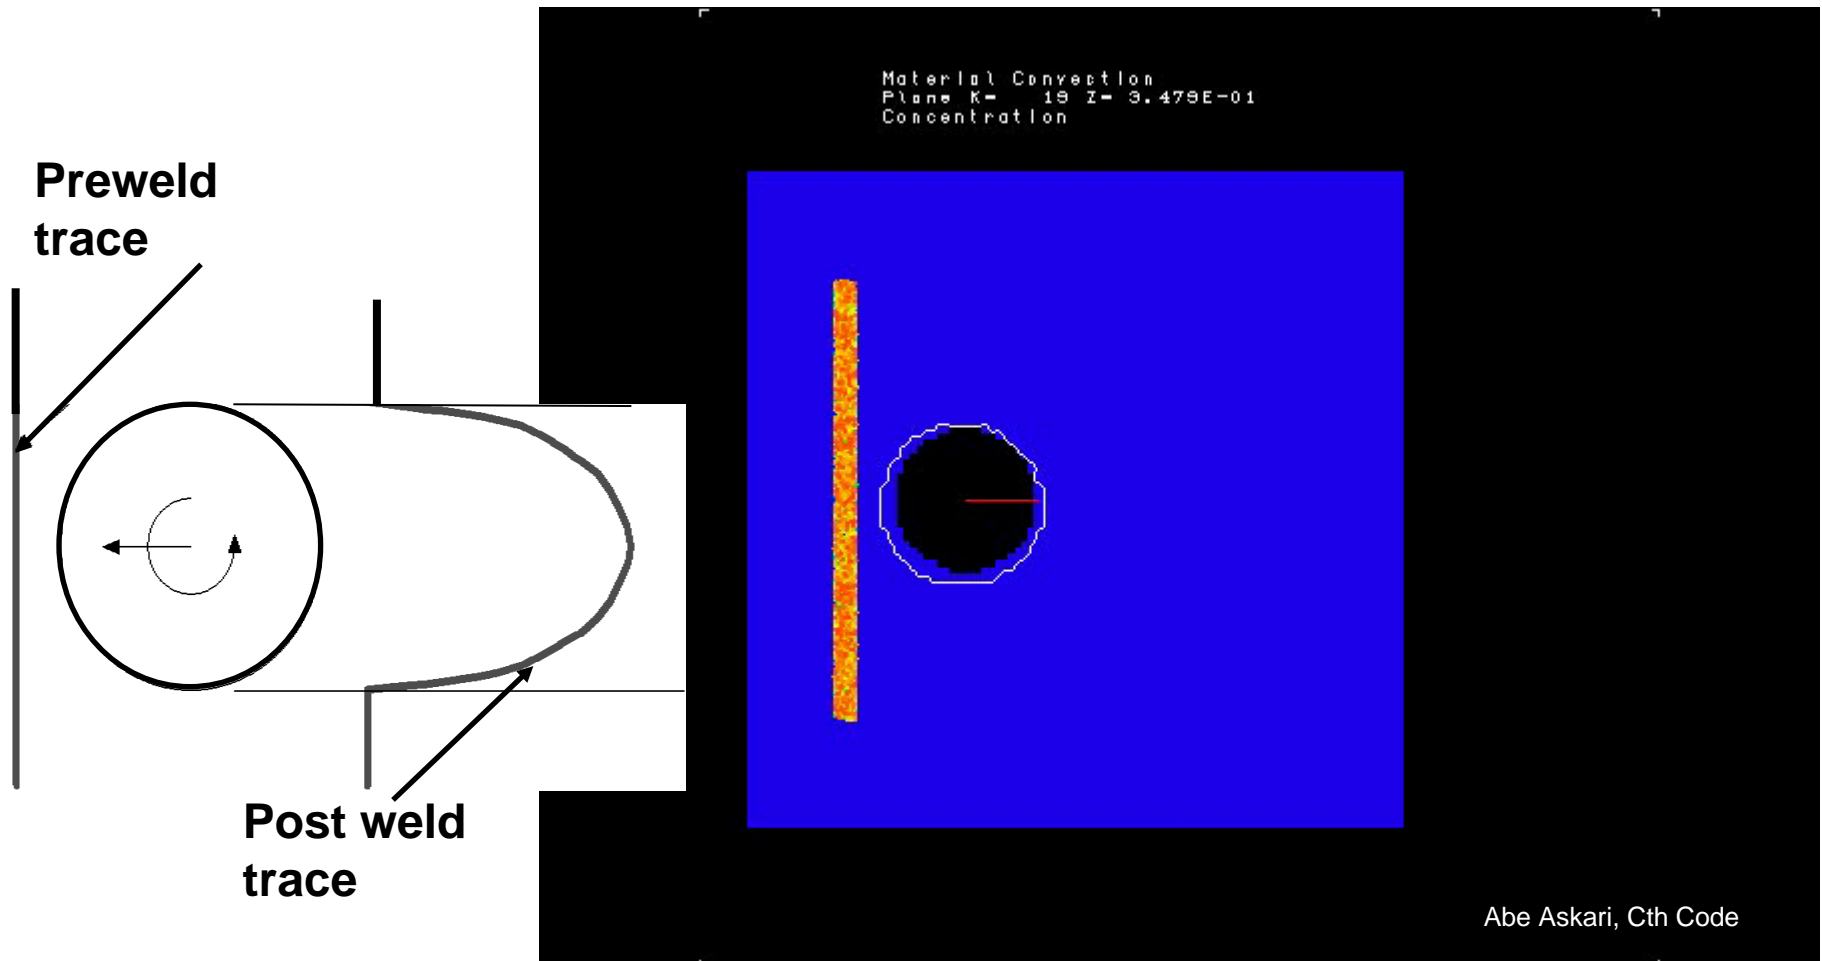 Material Convection
Plane K= 19 Z= 3.479E-01
Concentration
Preweld
trace
Post weld
trace
Abe Askari, Cth Code